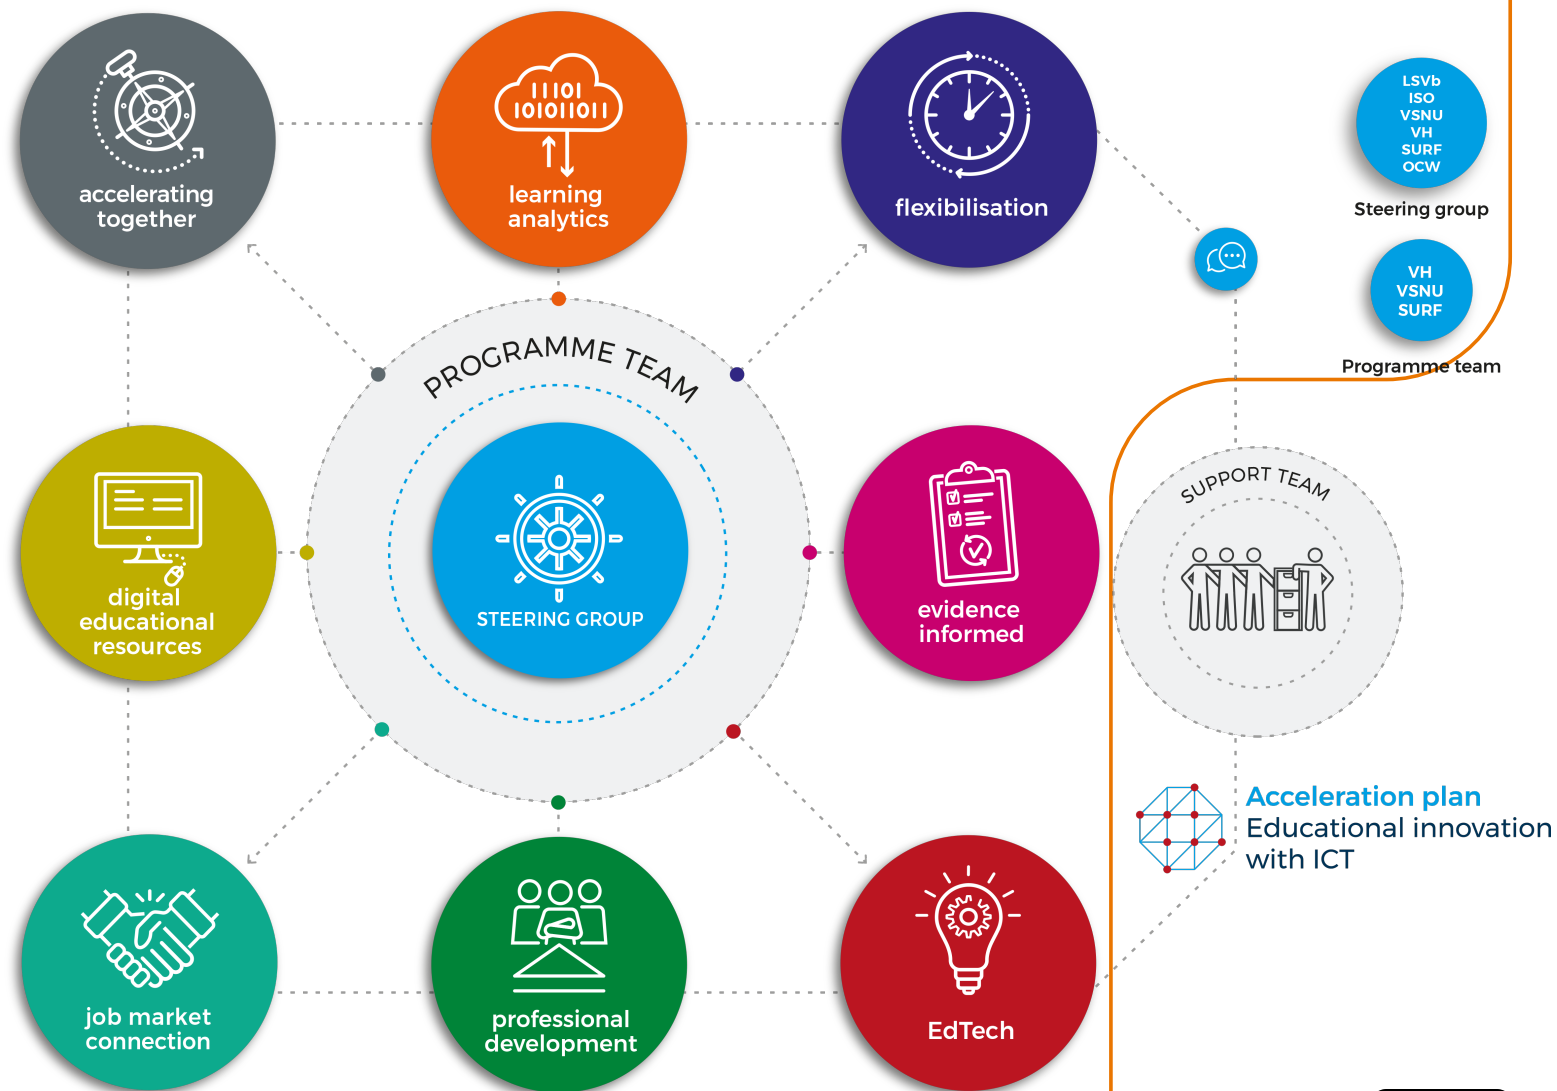 accelerating
together
11101
101011011
learning
analytics
flexibilisation
LSVb
ISO
VSNU
VH
SURF
OCW
Steering group
VH
VSNU
SURF
Programme team
PROGRAMME TEAM
STEERING GROUP
digital
educational
resources
evidence
informed
SUPPORT TEAM
Acceleration plan
Educational innovation
with ICT
job market
connection
professional
development
EdTech